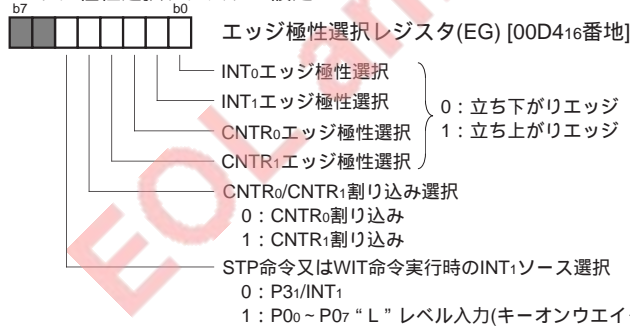 b7
b0
エッジ極性選択レジスタ(EG) [00D416番地]
INT0エッジ極性選択
INT1エッジ極性選択
CNTR0エッジ極性選択
CNTR1エッジ極性選択
0：立ち下がりエッジ
1：立ち上がりエッジ
CNTR0/CNTR1割り込み選択
0：CNTR0割り込み
1：CNTR1割り込み
STP命令又はWIT命令実行時のINT1ソース選択
0：P31/INT1
1：P00～P07 “ L ” レベル入力(キーオンウエイ
EOL